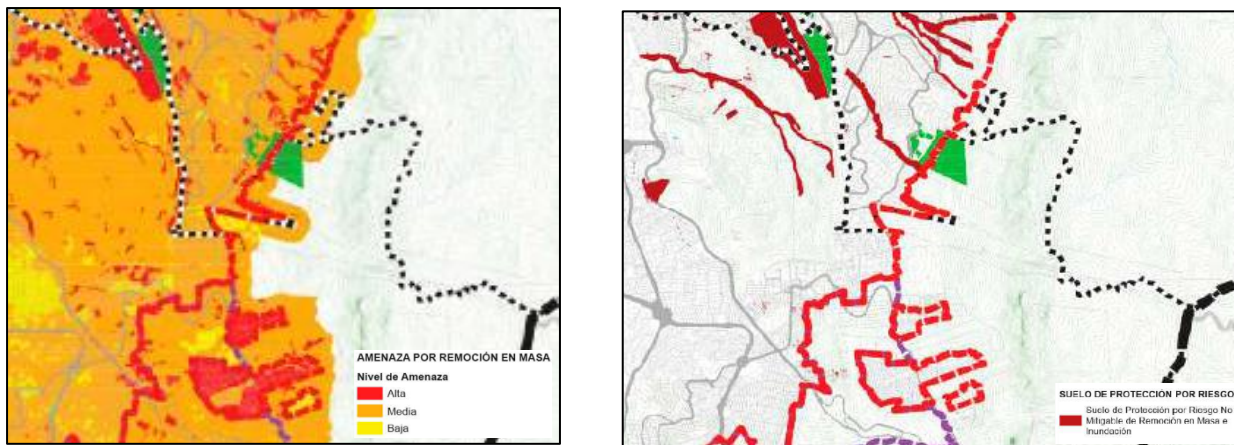 AMENAZA POR REMOCIÓN EN MASA
Nivel de Amenaza
Alta
Media
Baja
SUELO DE PROTECCIÓN POR RIESGO
Suelo de Protección por Riesgo No
Mitigable de Remoción en Masa e
Inundación